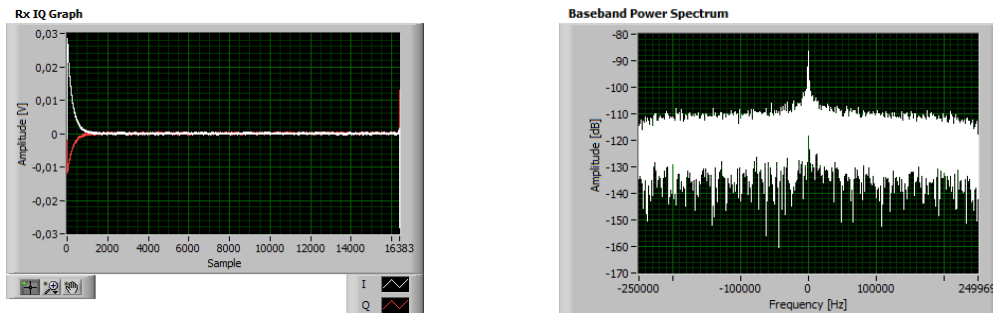 Rx IQ Graph
0,03
0,02
0,01
0
-0,01
-0,02
-0,03
Amplitude [V]
0 2000 4000 6000 8000 10000 12000 14000 16383
Sample
I
Q
Baseband Power Spectrum
-80
-90
-100
-110
-120
-130
-140
-150
-160
-170
Amplitude [dB]
-250000 -100000 0 100000 249969
Frequency [Hz]